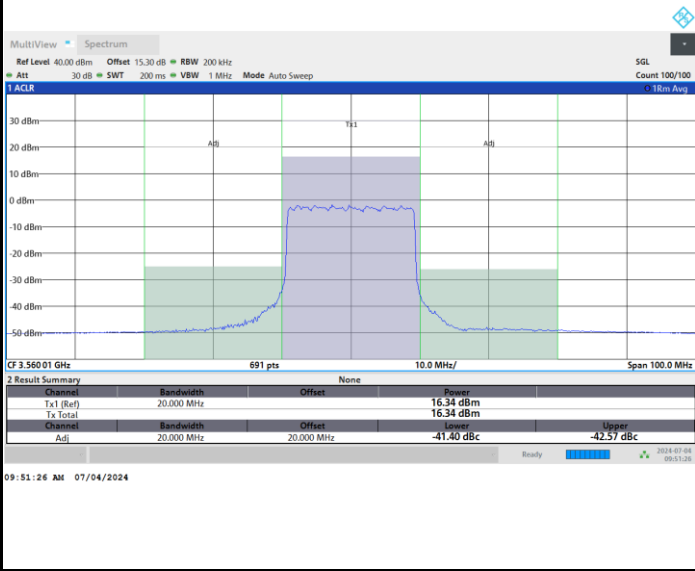 MultiView Spectrum
Ref Level 40.00 dBm Offset 15.30 dB RBW 200 kHz SGL
Att 30 dB SWT 200 ms VBW 1 MHz Mode Auto Sweep Count 100/100
1 ACLR 1Rm Avg
30 dBm
Tx1
20 dBm
Adj Adj
10 dBm
0 dBm
-10 dBm
-20 dBm
-30 dBm
-40 dBm
-50 dBm
CF 3.56001 GHz 691 pts 10.0 MHz/ Span 100.0 MHz
2 Result Summary None
Channel Bandwidth Offset Power
Tx1 (Ref) 20.000 MHz 16.34 dBm
Tx Total 16.34 dBm
Channel Bandwidth Offset Lower Upper
Adj 20.000 MHz 20.000 MHz -41.40 dBc -42.57 dBc
Ready 2024-07-04
09:51:26
09:51:26 AM 07/04/2024